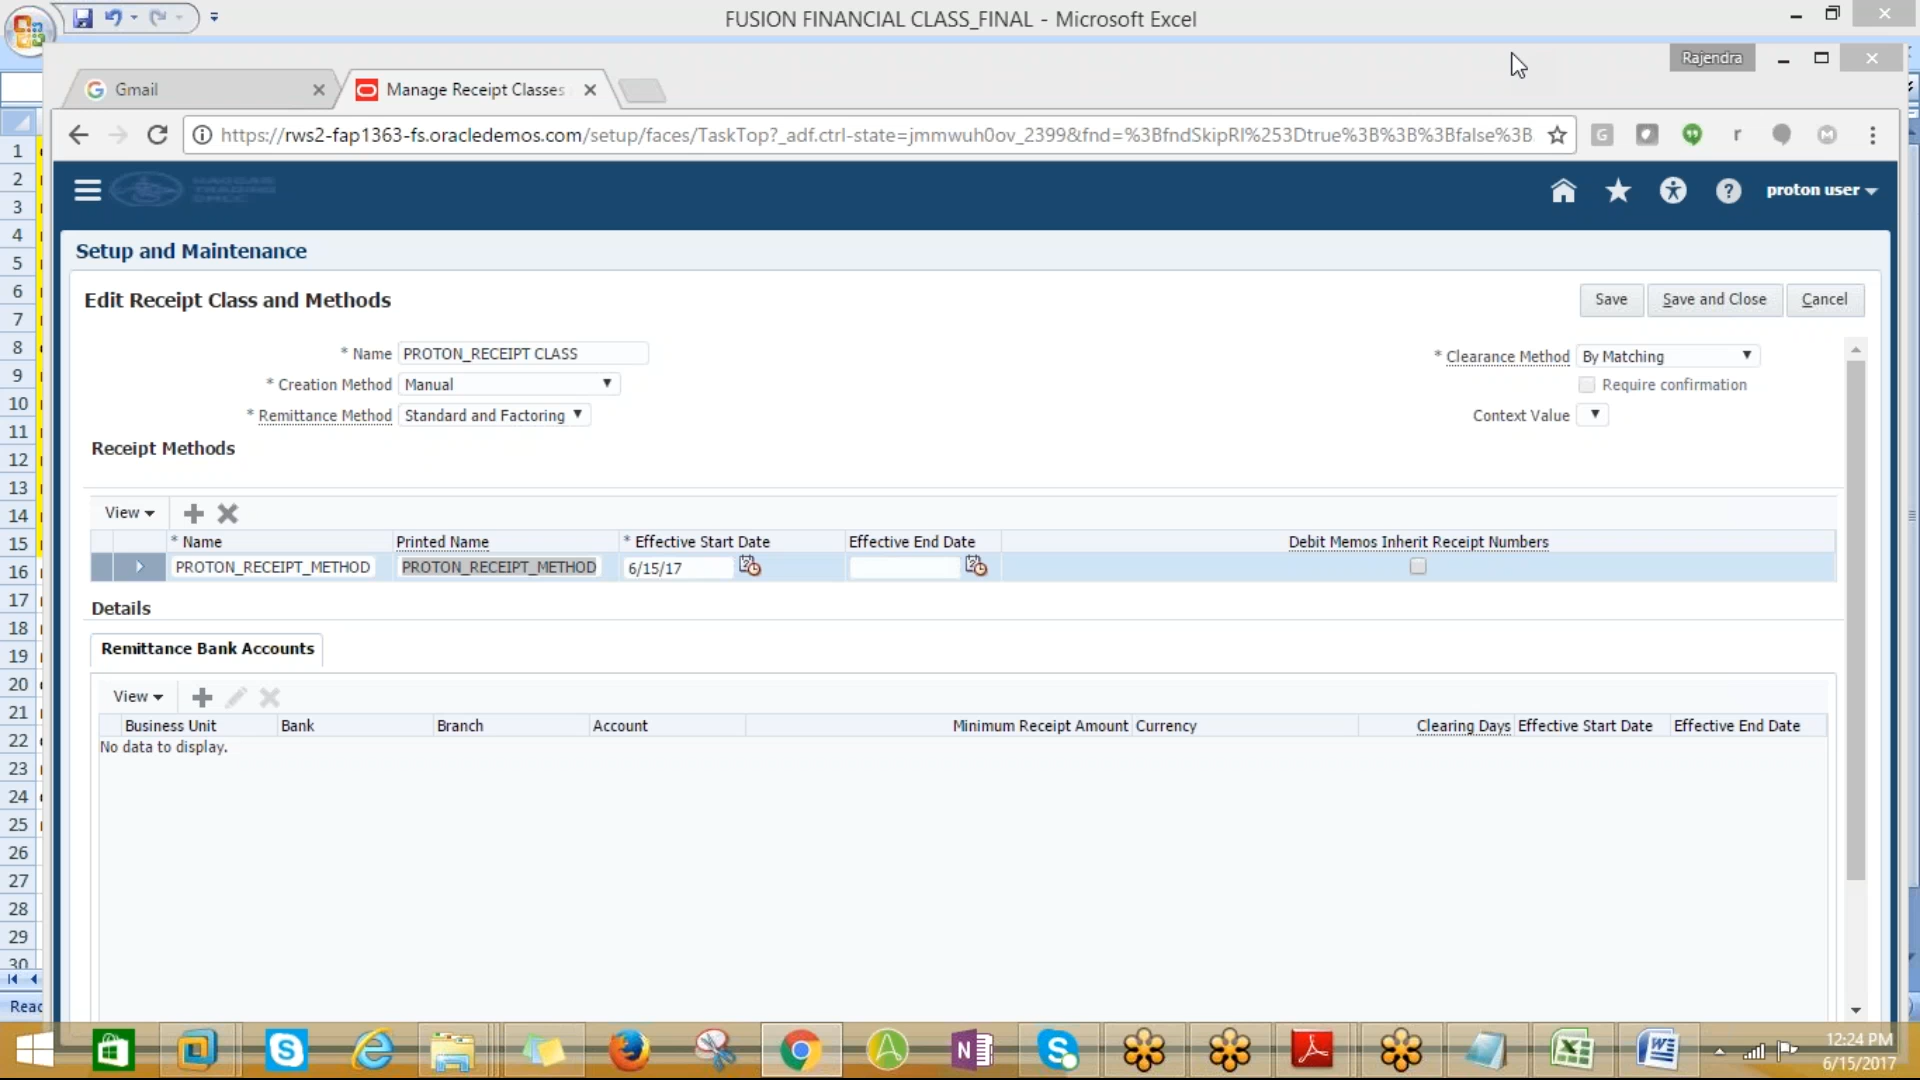 FUSION FINANCIAL CLASS_FINAL - Microsoft Excel
Rajendra
Gmail
Manage Receipt Classes
https://rws2-fap1363-fs.oracledemos.com/setup/faces/TaskTop?_adf.ctrl-state=jmmwuh0ov_2399&fnd=%3BfndSkipRI%253Dtrue%3B%3B%3Bfalse%3B
proton user
Setup and Maintenance
Edit Receipt Class and Methods
Save
Save and Close
Cancel
* Name PROTON_RECEIPT CLASS
* Clearance Method By Matching
* Creation Method Manual
Require confirmation
* Remittance Method Standard and Factoring
Context Value
Receipt Methods
View
* Name Printed Name * Effective Start Date Effective End Date Debit Memos Inherit Receipt Numbers
PROTON_RECEIPT_METHOD PROTON_RECEIPT_METHOD 6/15/17
Details
Remittance Bank Accounts
View
Business Unit Bank Branch Account Minimum Receipt Amount Currency Clearing Days Effective Start Date Effective End Date
No data to display.
1
2
3
4
5
6
7
8
9
10
11
12
13
14
15
16
17
18
19
20
21
22
23
24
25
26
27
28
29
30
12:24 PM
6/15/2017